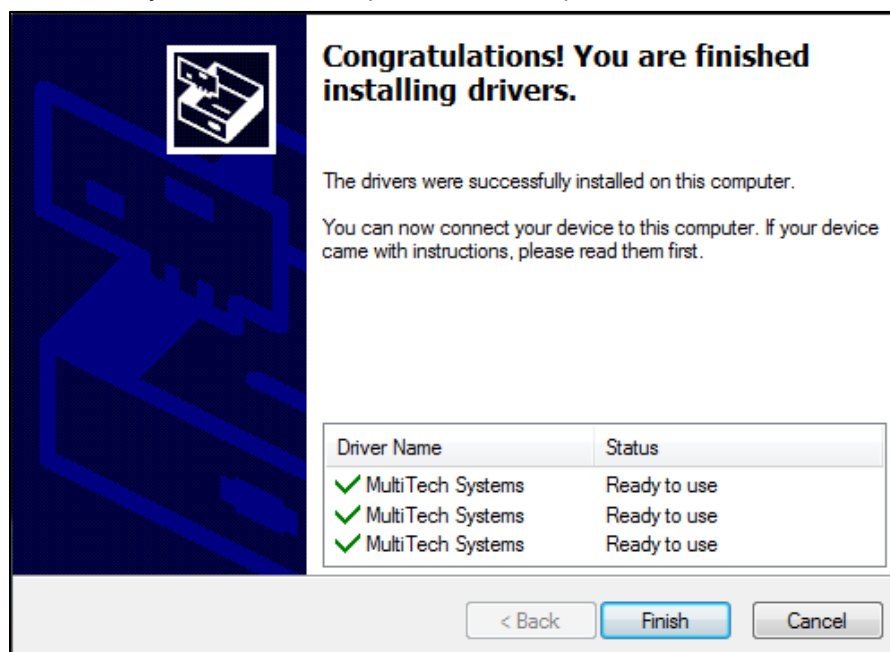 Congratulations! You are finished
installing drivers.
The drivers were successfully installed on this computer.
You can now connect your device to this computer. If your device
came with instructions, please read them first.
Driver Name Status
MultiTech Systems Ready to use
MultiTech Systems Ready to use
MultiTech Systems Ready to use
< Back Finish Cancel